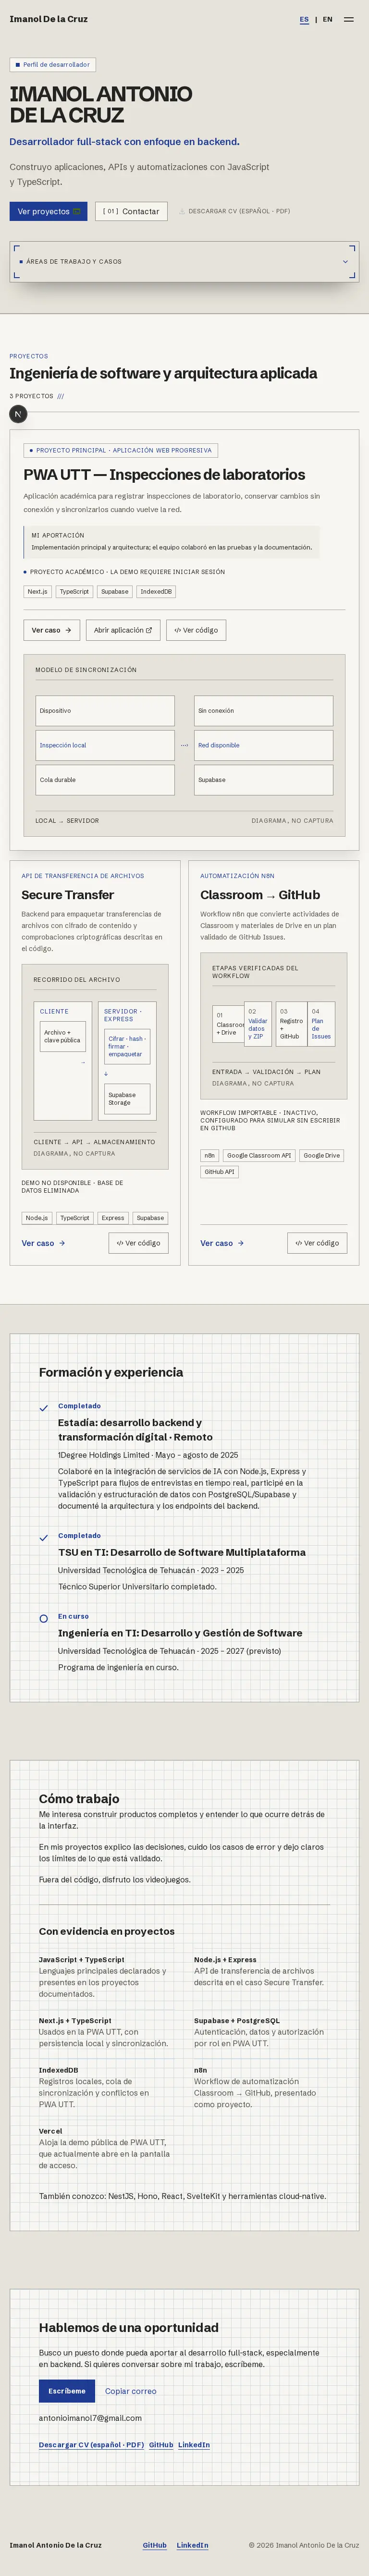 Imanol De la Cruz
ES | EN
Perfil de desarrollador
IMANOL ANTONIO
DE LA CRUZ
Desarrollador full-stack con enfoque en backend.
Construyo aplicaciones, APIs y automatizaciones con JavaScript
y TypeScript.
Ver proyectos
[ 01 ] Contactar
DESCARGAR CV (ESPAÑOL · PDF)
ÁREAS DE TRABAJO Y CASOS
PROYECTOS
Ingeniería de software y arquitectura aplicada
3 PROYECTOS ///
N
PROYECTO PRINCIPAL · APLICACIÓN WEB PROGRESIVA
PWA UTT — Inspecciones de laboratorios
Aplicación académica para registrar inspecciones de laboratorio, conservar cambios sin
conexión y sincronizarlos cuando vuelve la red.
MI APORTACIÓN
Implementación principal y arquitectura; el equipo colaboró en las pruebas y la documentación.
PROYECTO ACADÉMICO · LA DEMO REQUIERE INICIAR SESIÓN
Next.js
TypeScript
Supabase
IndexedDB
Ver caso →
Abrir aplicación
</> Ver código
MODELO DE SINCRONIZACIÓN
Dispositivo
Sin conexión
Inspección local
Red disponible
Cola durable
Supabase
LOCAL → SERVIDOR
DIAGRAMA, NO CAPTURA
API DE TRANSFERENCIA DE ARCHIVOS
Secure Transfer
Backend para empaquetar transferencias de
archivos con cifrado de contenido y
comprobaciones criptográficas descritas en
el código.
RECORRIDO DEL ARCHIVO
CLIENTE
Archivo +
clave pública
→
SERVIDOR ·
EXPRESS
Cifrar · hash ·
firmar ·
empaquetar
↓
Supabase
Storage
CLIENTE → API → ALMACENAMIENTO
DIAGRAMA, NO CAPTURA
DEMO NO DISPONIBLE · BASE DE
DATOS ELIMINADA
Node.js
TypeScript
Express
Supabase
Ver caso →
</> Ver código
AUTOMATIZACIÓN N8N
Classroom → GitHub
Workflow n8n que convierte actividades de
Classroom y materiales de Drive en un plan
validado de GitHub Issues.
ETAPAS VERIFICADAS DEL
WORKFLOW
01
Classroom
+ Drive
02
Validar
datos
y ZIP
03
Registro
+
GitHub
04
Plan
de
Issues
ENTRADA → VALIDACIÓN → PLAN
DIAGRAMA, NO CAPTURA
WORKFLOW IMPORTABLE · INACTIVO,
CONFIGURADO PARA SIMULAR SIN ESCRIBIR
EN GITHUB
n8n
Google Classroom API
Google Drive
GitHub API
Ver caso →
</> Ver código
Formación y experiencia
Completado
Estadía: desarrollo backend y
transformación digital · Remoto
1Degree Holdings Limited · Mayo – agosto de 2025
Colaboré en la integración de servicios de IA con Node.js, Express y
TypeScript para flujos de entrevistas en tiempo real, participé en la
validación y estructuración de datos con PostgreSQL/Supabase y
documenté la arquitectura y los endpoints del backend.
Completado
TSU en TI: Desarrollo de Software Multiplataforma
Universidad Tecnológica de Tehuacán · 2023 – 2025
Técnico Superior Universitario completado.
En curso
Ingeniería en TI: Desarrollo y Gestión de Software
Universidad Tecnológica de Tehuacán · 2025 – 2027 (previsto)
Programa de ingeniería en curso.
Cómo trabajo
Me interesa construir productos completos y entender lo que ocurre detrás de
la interfaz.
En mis proyectos explico las decisiones, cuido los casos de error y dejo claros
los límites de lo que está validado.
Fuera del código, disfruto los videojuegos.
Con evidencia en proyectos
JavaScript + TypeScript
Lenguajes principales declarados y
presentes en los proyectos
documentados.
Node.js + Express
API de transferencia de archivos
descrita en el caso Secure Transfer.
Next.js + TypeScript
Usados en la PWA UTT, con
persistencia local y sincronización.
Supabase + PostgreSQL
Autenticación, datos y autorización
por rol en PWA UTT.
IndexedDB
Registros locales, cola de
sincronización y conflictos en
PWA UTT.
n8n
Workflow de automatización
Classroom → GitHub, presentado
como proyecto.
Vercel
Aloja la demo pública de PWA UTT,
que actualmente abre en la pantalla
de acceso.
También conozco: NestJS, Hono, React, SvelteKit y herramientas cloud-native.
Hablemos de una oportunidad
Busco un puesto donde pueda aportar al desarrollo full-stack, especialmente
en backend. Si quieres conversar sobre mi trabajo, escríbeme.
Escríbeme
Copiar correo
antonioimanol7@gmail.com
Descargar CV (español · PDF) GitHub LinkedIn
Imanol Antonio De la Cruz
GitHub LinkedIn
© 2026 Imanol Antonio De la Cruz